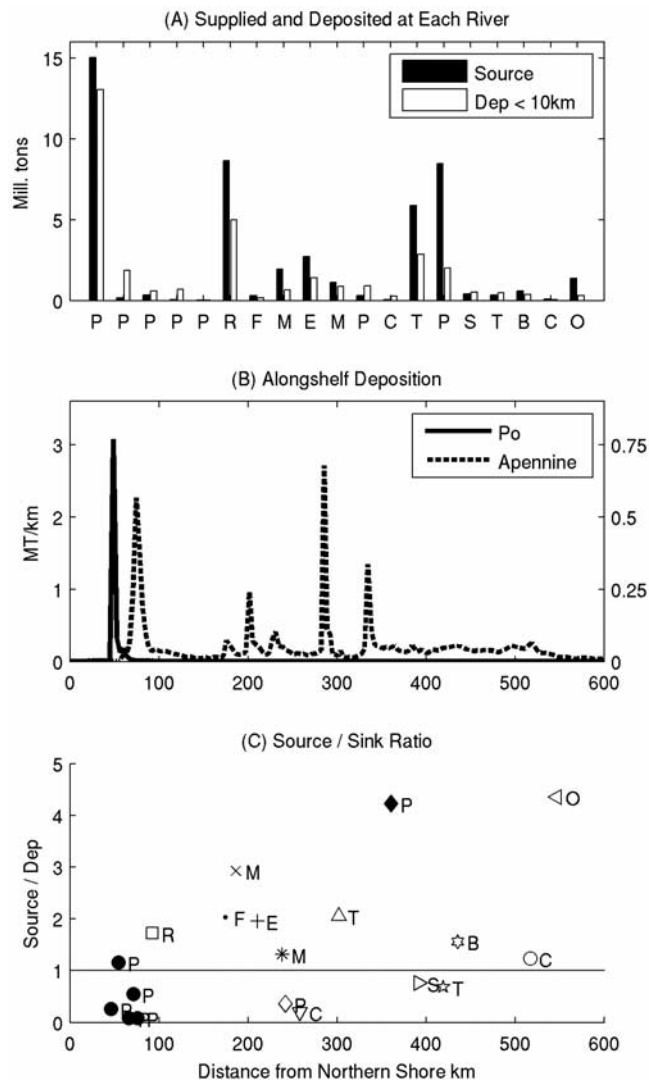 (A) Supplied and Deposited at Each River
15
10
5
0
Mill. tons
Source
Dep < 10km
P P P P P R F M E M P C T P S T B C O
(B) Alongshelf Deposition
3
2
1
0
MT/km
Po
Apennine
0.75
0.5
0.25
0
0 100 200 300 400 500 600
(C) Source / Sink Ratio
5
4
3
2
1
0
Source / Dep
P
O
M
F
E
T
R
B
M
C
P
P
S
T
P
P
C
P
0 100 200 300 400 500 600
Distance from Northern Shore km